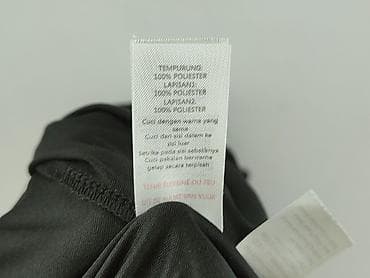 TEMPURUNG:
100% POLIESTER
LAPISAN1:
100% POLIESTER
LAPISAN2:
100% POLIESTER
Cuci dengan warna yang
sama
Cuci dari sisi dalam ke
sisi luar
Setrika pada sisi sebaliknya
Cuci pakaian berwarna
gelap secara terpisah